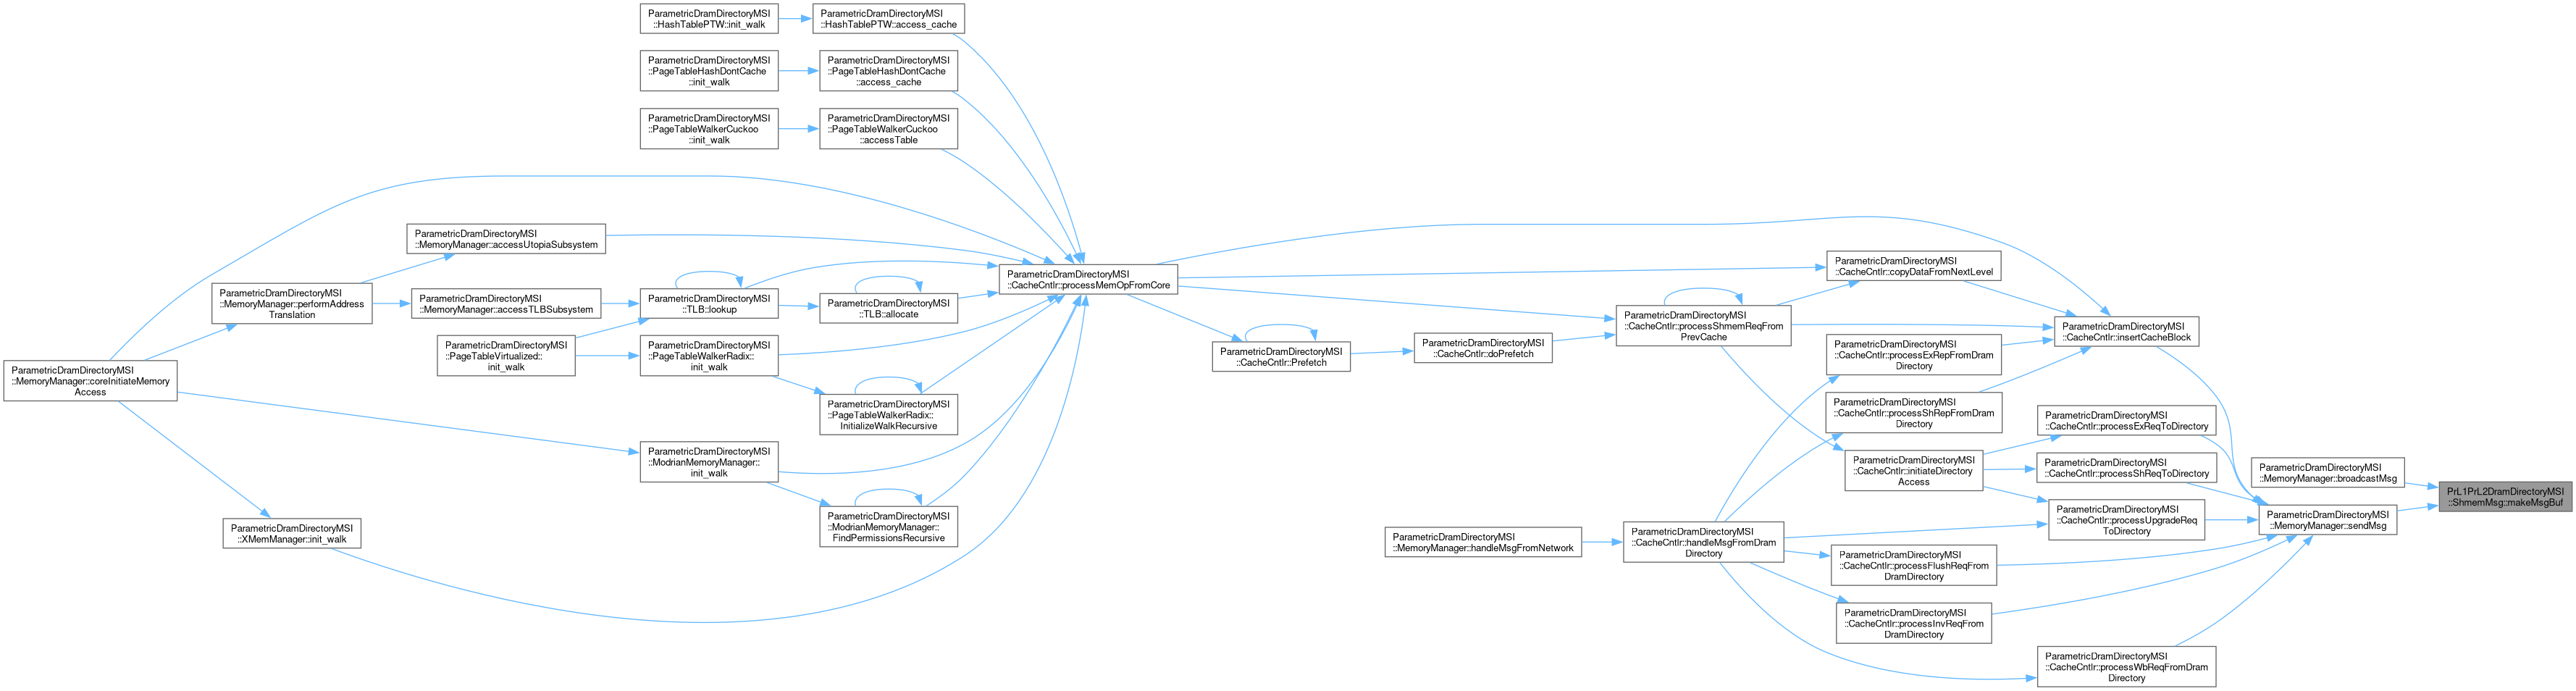 ParametricDramDirectoryMSI
::HashTablePTW::init_walk
ParametricDramDirectoryMSI
::HashTablePTW::access_cache
ParametricDramDirectoryMSI
::PageTableHashDontCache
::init_walk
ParametricDramDirectoryMSI
::PageTableHashDontCache
::access_cache
ParametricDramDirectoryMSI
::PageTableWalkerCuckoo
::init_walk
ParametricDramDirectoryMSI
::PageTableWalkerCuckoo
::accessTable
ParametricDramDirectoryMSI
::MemoryManager::accessUtopiaSubsystem
ParametricDramDirectoryMSI
::MemoryManager::performAddress
Translation
ParametricDramDirectoryMSI
::MemoryManager::accessTLBSubsystem
ParametricDramDirectoryMSI
::TLB::lookup
ParametricDramDirectoryMSI
::TLB::allocate
ParametricDramDirectoryMSI
::CacheCntlr::processMemOpFromCore
ParametricDramDirectoryMSI
::PageTableVirtualized::
init_walk
ParametricDramDirectoryMSI
::PageTableWalkerRadix::
init_walk
ParametricDramDirectoryMSI
::MemoryManager::coreInitiateMemory
Access
ParametricDramDirectoryMSI
::PageTableWalkerRadix::
InitializeWalkRecursive
ParametricDramDirectoryMSI
::ModrianMemoryManager::
init_walk
ParametricDramDirectoryMSI
::ModrianMemoryManager::
FindPermissionsRecursive
ParametricDramDirectoryMSI
::XMemManager::init_walk
ParametricDramDirectoryMSI
::CacheCntlr::Prefetch
ParametricDramDirectoryMSI
::CacheCntlr::doPrefetch
ParametricDramDirectoryMSI
::CacheCntlr::processShmemReqFrom
PrevCache
ParametricDramDirectoryMSI
::CacheCntlr::copyDataFromNextLevel
ParametricDramDirectoryMSI
::CacheCntlr::insertCacheBlock
ParametricDramDirectoryMSI
::CacheCntlr::processExRepFromDram
Directory
ParametricDramDirectoryMSI
::CacheCntlr::processShRepFromDram
Directory
ParametricDramDirectoryMSI
::CacheCntlr::processExReqToDirectory
ParametricDramDirectoryMSI
::CacheCntlr::initiateDirectory
Access
ParametricDramDirectoryMSI
::CacheCntlr::processShReqToDirectory
ParametricDramDirectoryMSI
::MemoryManager::broadcastMsg
PrL1PrL2DramDirectoryMSI
::ShmemMsg::makeMsgBuf
ParametricDramDirectoryMSI
::CacheCntlr::processUpgradeReq
ToDirectory
ParametricDramDirectoryMSI
::MemoryManager::sendMsg
ParametricDramDirectoryMSI
::MemoryManager::handleMsgFromNetwork
ParametricDramDirectoryMSI
::CacheCntlr::handleMsgFromDram
Directory
ParametricDramDirectoryMSI
::CacheCntlr::processFlushReqFrom
DramDirectory
ParametricDramDirectoryMSI
::CacheCntlr::processInvReqFrom
DramDirectory
ParametricDramDirectoryMSI
::CacheCntlr::processWbReqFromDram
Directory